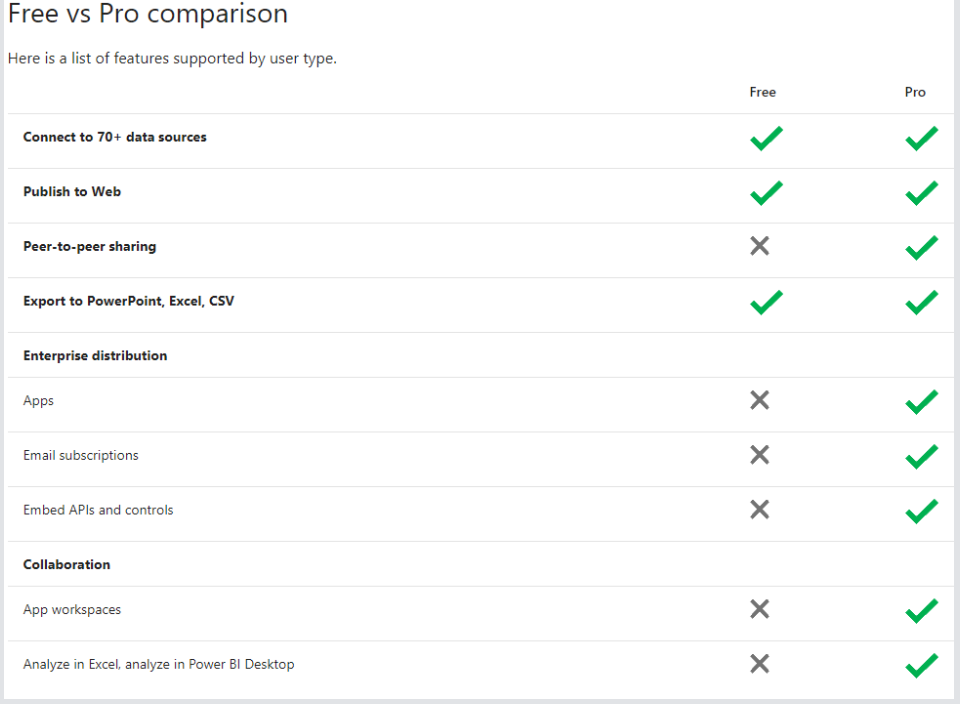 Free vs Pro comparison
Here is a list of features supported by user type.
Free Pro
Connect to 70+ data sources
Publish to Web
Peer-to-peer sharing
Export to PowerPoint, Excel, CSV
Enterprise distribution
Apps
Email subscriptions
Embed APIs and controls
Collaboration
App workspaces
Analyze in Excel, analyze in Power BI Desktop